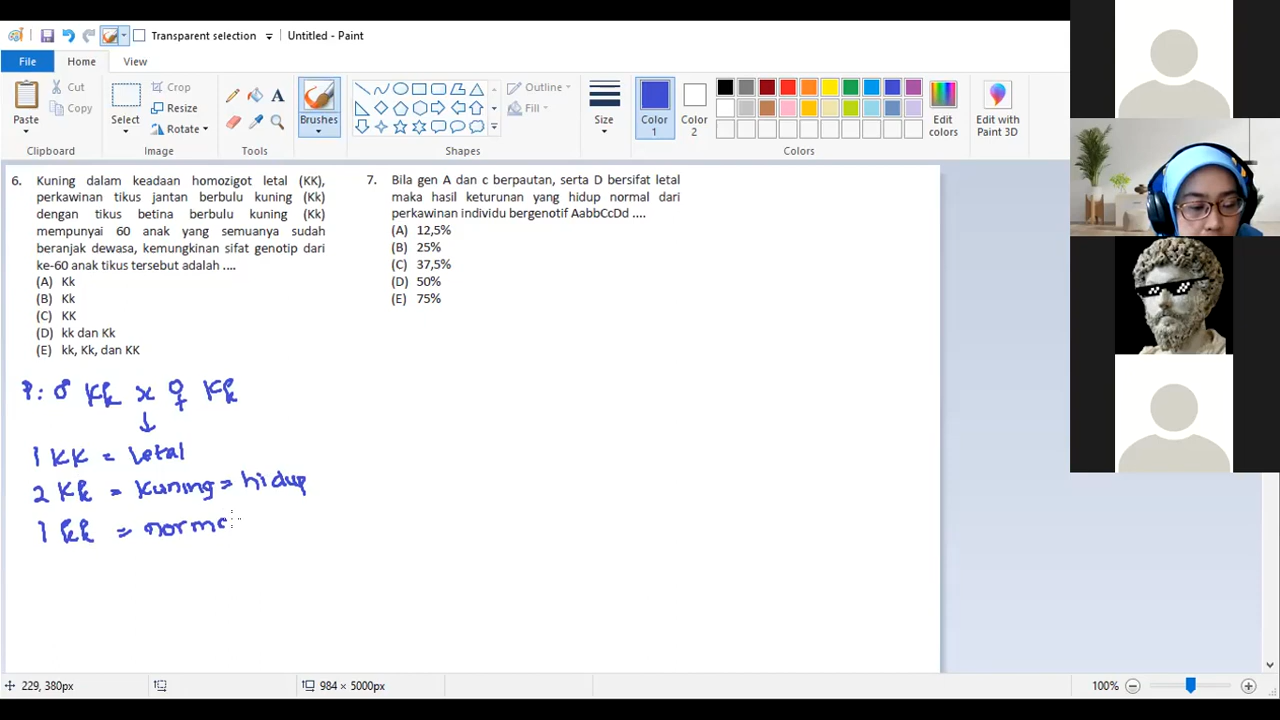 Transparent selection
Untitled - Paint
File
Home
View
Paste
Cut
Copy
Clipboard
Select
Crop
Resize
Rotate
Image
Tools
Brushes
Shapes
Outline
Fill
Size
Color 1
Color 2
Colors
Edit colors
Edit with Paint 3D
6. Kuning dalam keadaan homozigot letal (KK),
perkawinan tikus jantan berbulu kuning (Kk)
dengan tikus betina berbulu kuning (Kk)
mempunyai 60 anak yang semuanya sudah
beranjak dewasa, kemungkinan sifat genotip dari
ke-60 anak tikus tersebut adalah ....
(A) Kk
(B) Kk
(C) KK
(D) kk dan Kk
(E) kk, Kk, dan KK
P: ♂ Kk x ♀ Kk
↓
1 KK = Letal
2 Kk = Kuning = hidup
1 kk = norma
7. Bila gen A dan c berpautan, serta D bersifat letal
maka hasil keturunan yang hidup normal dari
perkawinan individu bergenotif AabbCcDd ....
(A) 12,5%
(B) 25%
(C) 37,5%
(D) 50%
(E) 75%
229, 380px
984 × 5000px
100%